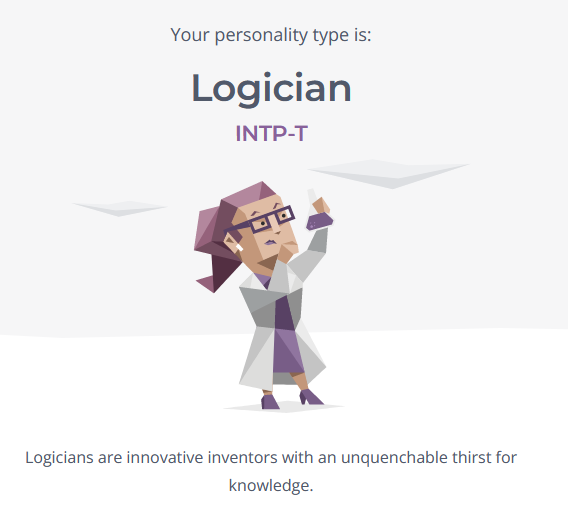 Your personality type is:
Logician
INTP-T
Logicians are innovative inventors with an unquenchable thirst for
knowledge.